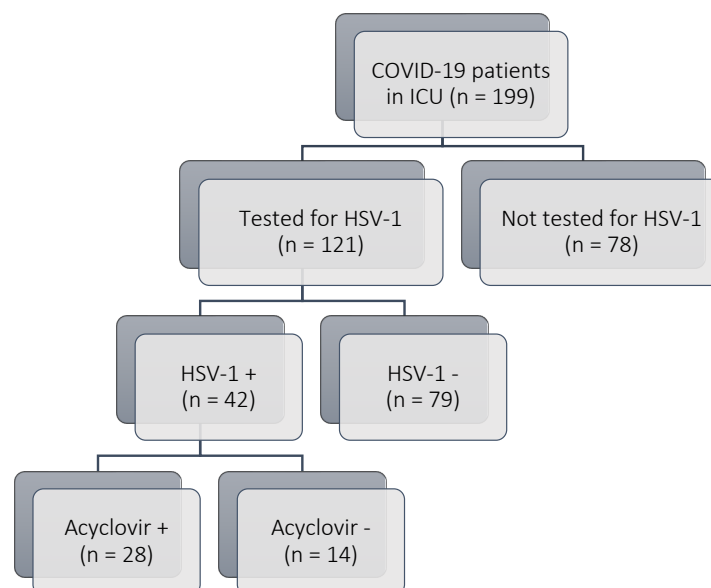 COVID-19 patients
in ICU (n = 199)
Tested for HSV-1
(n = 121)
Not tested for HSV-1
(n = 78)
HSV-1 +
(n = 42)
HSV-1 -
(n = 79)
Acyclovir +
(n = 28)
Acyclovir -
(n = 14)